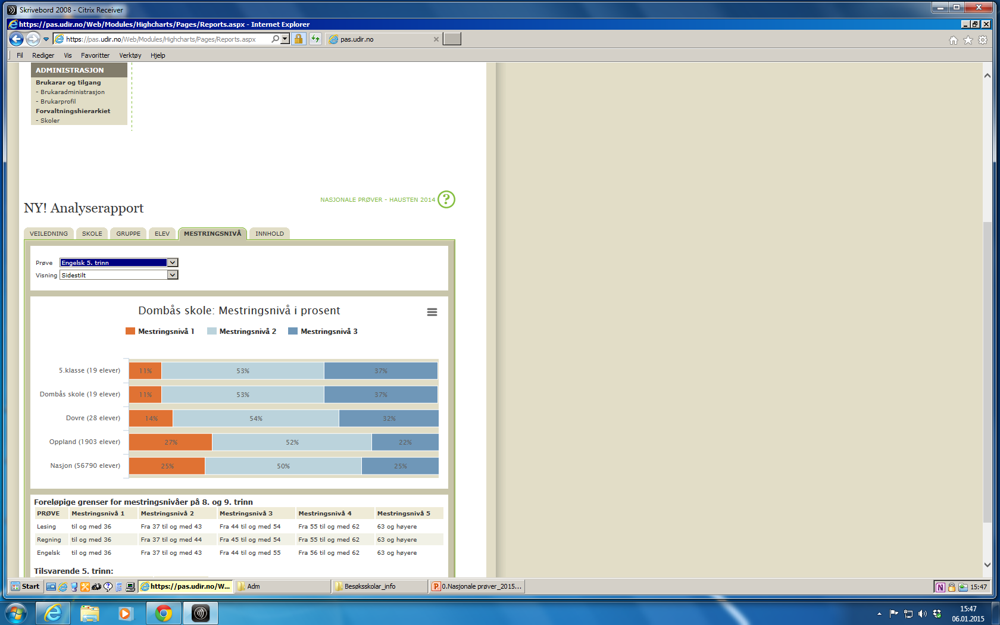 Skrivebord 2008 - Citrix Receiver
https://pas.udir.no/Web/Modules/Highcharts/Pages/Reports.aspx - Internet Explorer
https://pas.udir.no/Web/Modules/Highcharts/Pages/Reports.aspx
pas.udir.no
Fil Rediger Vis Favoritter Verktøy Hjelp
ADMINISTRASJON
Brukarar og tilgang
- Brukaradministrasjon
- Brukarprofil
Forvaltningshierarkiet
- Skoler
NASJONALE PRØVER - HAUSTEN 2014 ?
NY! Analyserapport
VEILEDNING SKOLE GRUPPE ELEV MESTRINGSNIVÅ INNHOLD
Prøve Engelsk 5. trinn
Visning Sidestilt
Dombås skole: Mestringsnivå i prosent
Mestringsnivå 1 Mestringsnivå 2 Mestringsnivå 3
5.klasse (19 elever) 11% 53% 37%
Dombås skole (19 elever) 11% 53% 37%
Dovre (28 elever) 14% 54% 32%
Oppland (1903 elever) 27% 52% 22%
Nasjon (56790 elever) 25% 50% 25%
Foreløpige grenser for mestringsnivåer på 8. og 9. trinn
PRØVE Mestringsnivå 1 Mestringsnivå 2 Mestringsnivå 3 Mestringsnivå 4 Mestringsnivå 5
Lesing til og med 36 Fra 37 til og med 43 Fra 44 til og med 54 Fra 55 til og med 62 63 og høyere
Regning til og med 36 Fra 37 til og med 44 Fra 45 til og med 54 Fra 55 til og med 62 63 og høyere
Engelsk til og med 36 Fra 37 til og med 43 Fra 44 til og med 55 Fra 56 til og med 62 63 og høyere
Tilsvarende 5. trinn:
Start https://pas.udir.no/W... Adm Besøksskolar_info 0.Nasjonale prøver_2015... 15:47
15:47
06.01.2015